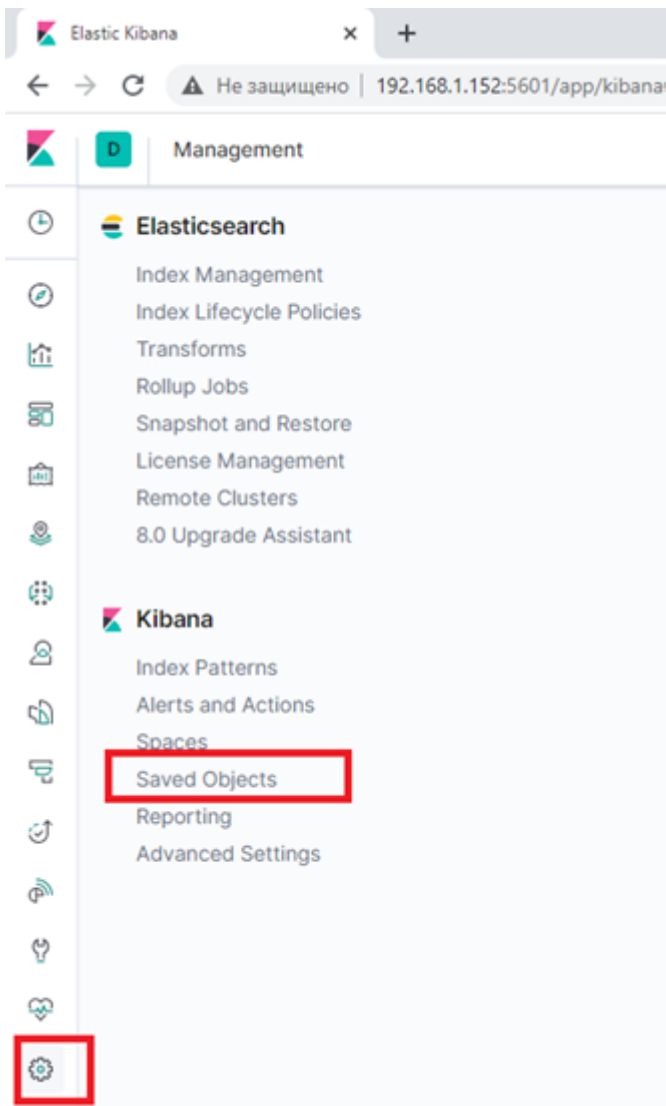 Elastic Kibana
Не защищено | 192.168.1.152:5601/app/kibana
D Management
Elasticsearch
Index Management
Index Lifecycle Policies
Transforms
Rollup Jobs
Snapshot and Restore
License Management
Remote Clusters
8.0 Upgrade Assistant
Kibana
Index Patterns
Alerts and Actions
Spaces
Saved Objects
Reporting
Advanced Settings